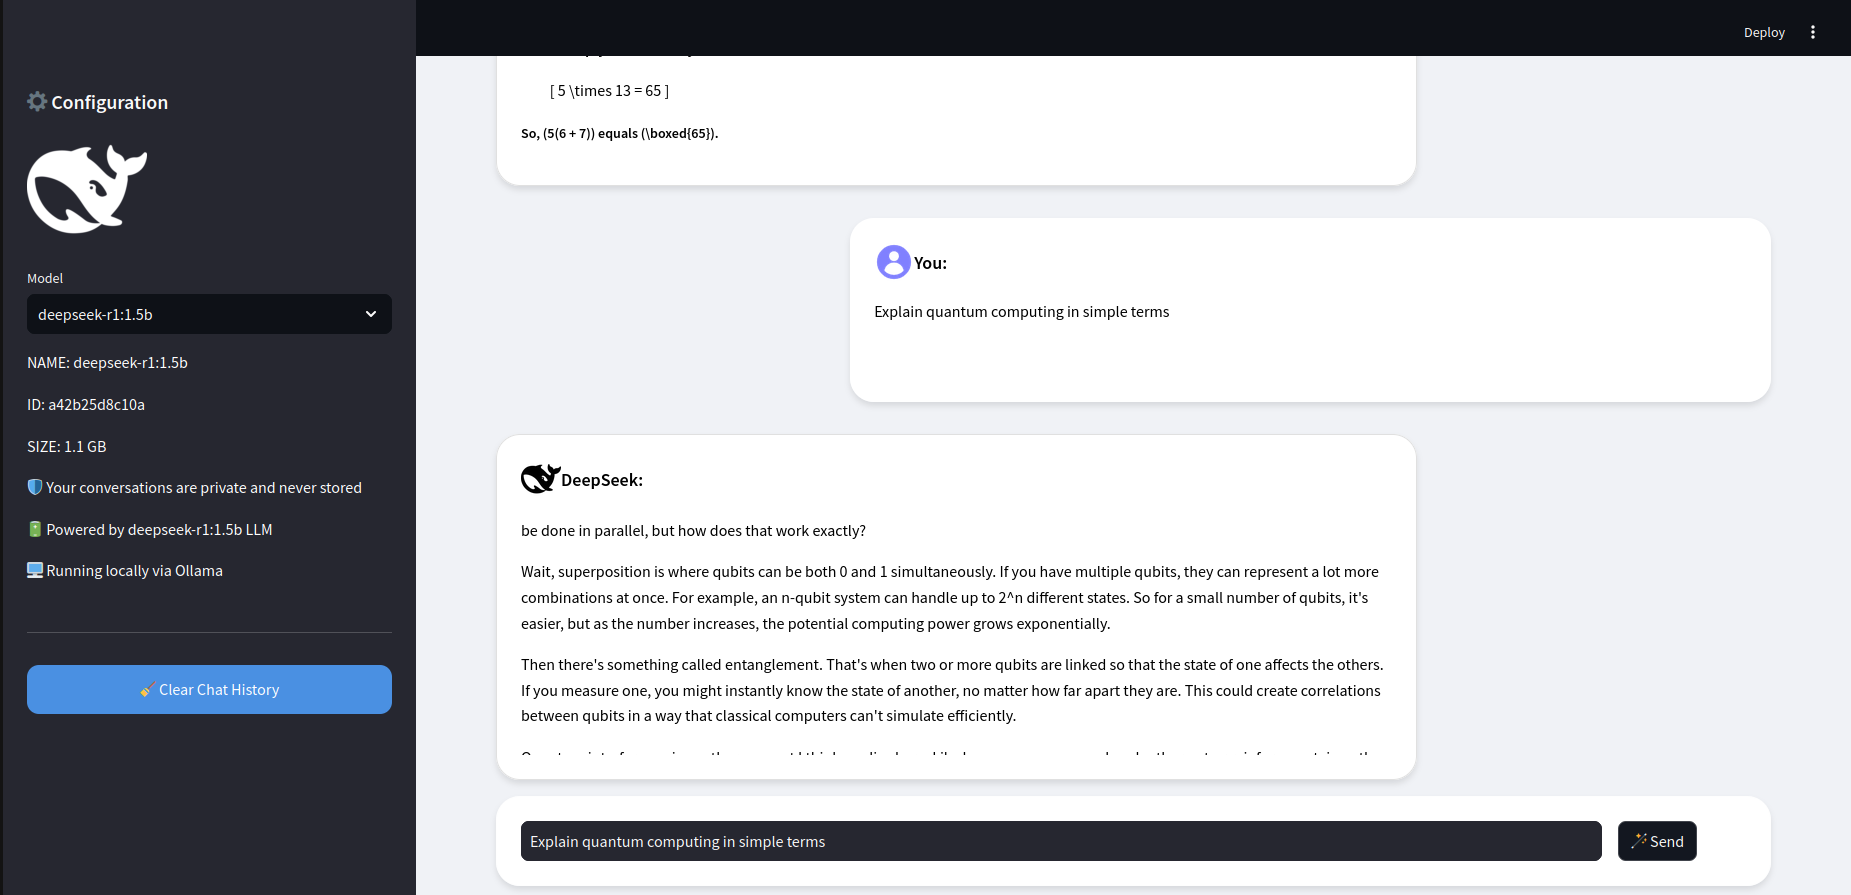 Deploy
Configuration
Model
deepseek-r1:1.5b
NAME: deepseek-r1:1.5b
ID: a42b25d8c10a
SIZE: 1.1 GB
Your conversations are private and never stored
Powered by deepseek-r1:1.5b LLM
Running locally via Ollama
Clear Chat History
[ 5 \times 13 = 65 ]
So, (5(6 + 7)) equals (\boxed{65}).
You:
Explain quantum computing in simple terms
DeepSeek:
be done in parallel, but how does that work exactly?
Wait, superposition is where qubits can be both 0 and 1 simultaneously. If you have multiple qubits, they can represent a lot more
combinations at once. For example, an n-qubit system can handle up to 2^n different states. So for a small number of qubits, it's
easier, but as the number increases, the potential computing power grows exponentially.
Then there's something called entanglement. That's when two or more qubits are linked so that the state of one affects the others.
If you measure one, you might instantly know the state of another, no matter how far apart they are. This could create correlations
between qubits in a way that classical computers can't simulate efficiently.
Explain quantum computing in simple terms
Send